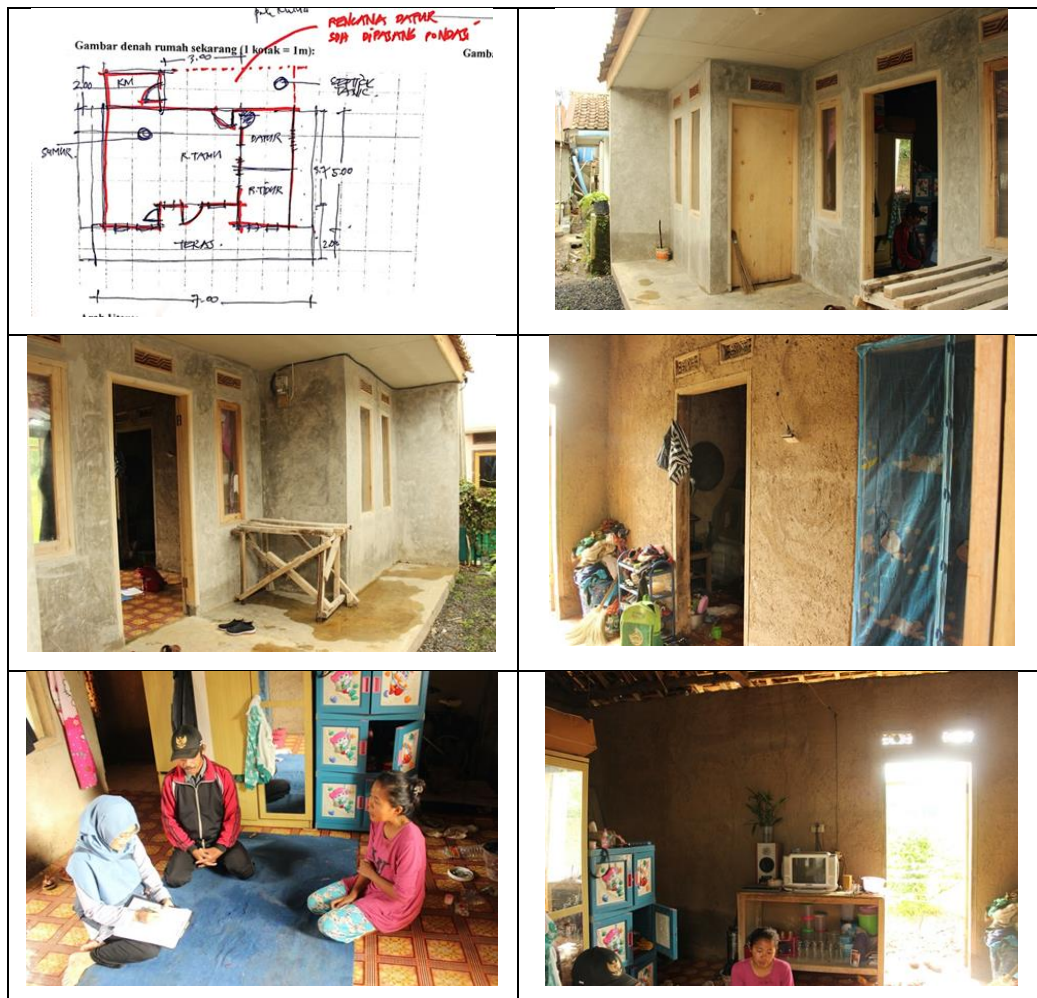 RENCANA DAPUR
SDH DIPASANG PONDASI
Gambar denah rumah sekarang (1 kotak = 1m):
Gamb
3.00
KM
2.00
SEPTICK
TANK
SUMUR
DAPUR
R.TAMU
5.00
R.TIDUR
TERAS
2.00
7.00